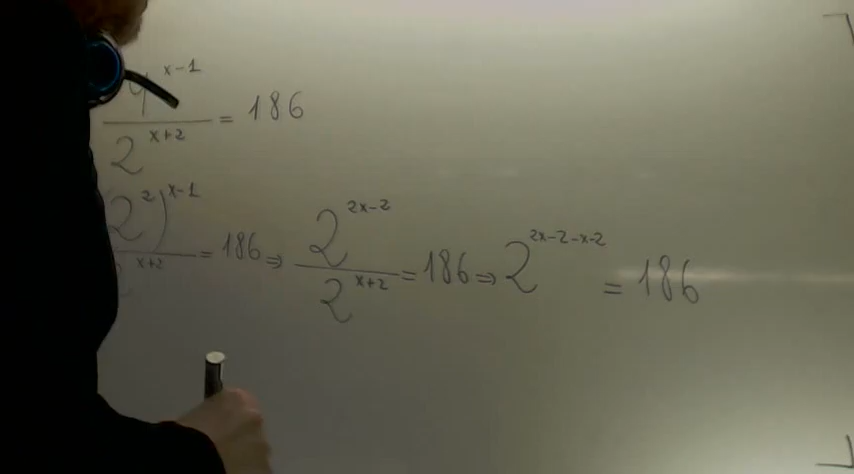 4^{x-1} / 2^{x+2} = 186
(2^2)^{x-1} / 2^{x+2} = 186 ⇒ 2^{2x-2} / 2^{x+2} = 186 ⇒ 2^{2x-2-x-2} = 186